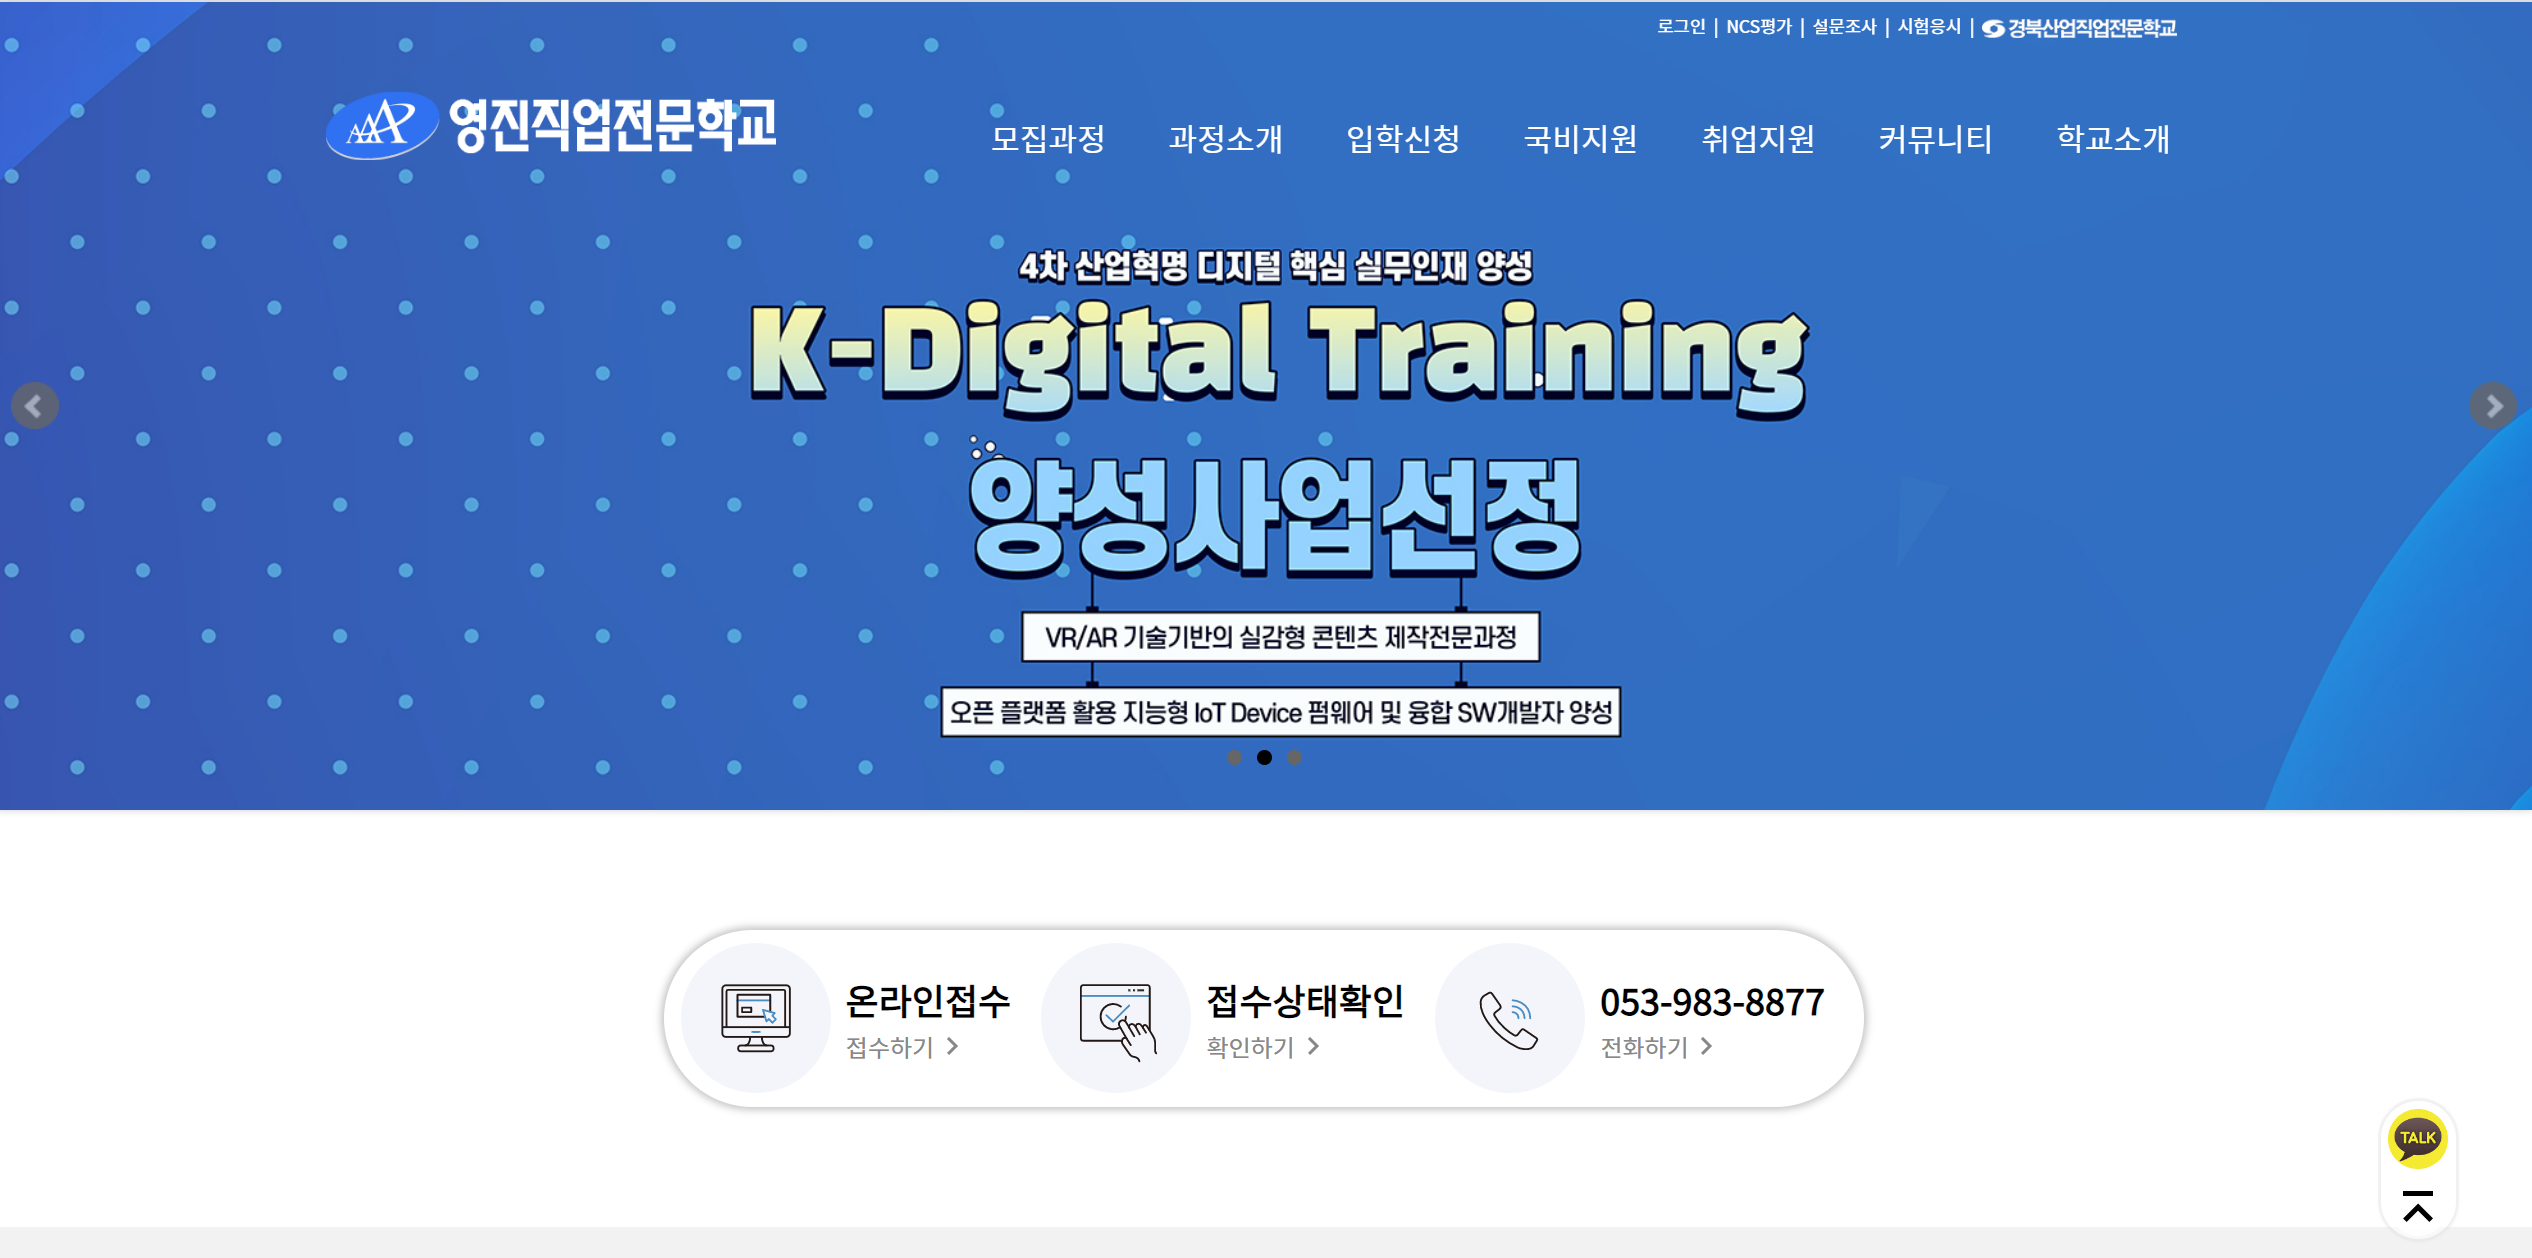 로그인 | NCS평가 | 설문조사 | 시험응시 | 경북산업직업전문학교
영진직업전문학교
모집과정 과정소개 입학신청 국비지원 취업지원 커뮤니티 학교소개
4차 산업혁명 디지털 핵심 실무인재 양성
K-Digital Training
양성사업선정
VR/AR 기술기반의 실감형 콘텐츠 제작전문과정
오픈 플랫폼 활용 지능형 IoT Device 펌웨어 및 융합 SW개발자 양성
온라인접수
접수하기
접수상태확인
확인하기
053-983-8877
전화하기
TALK